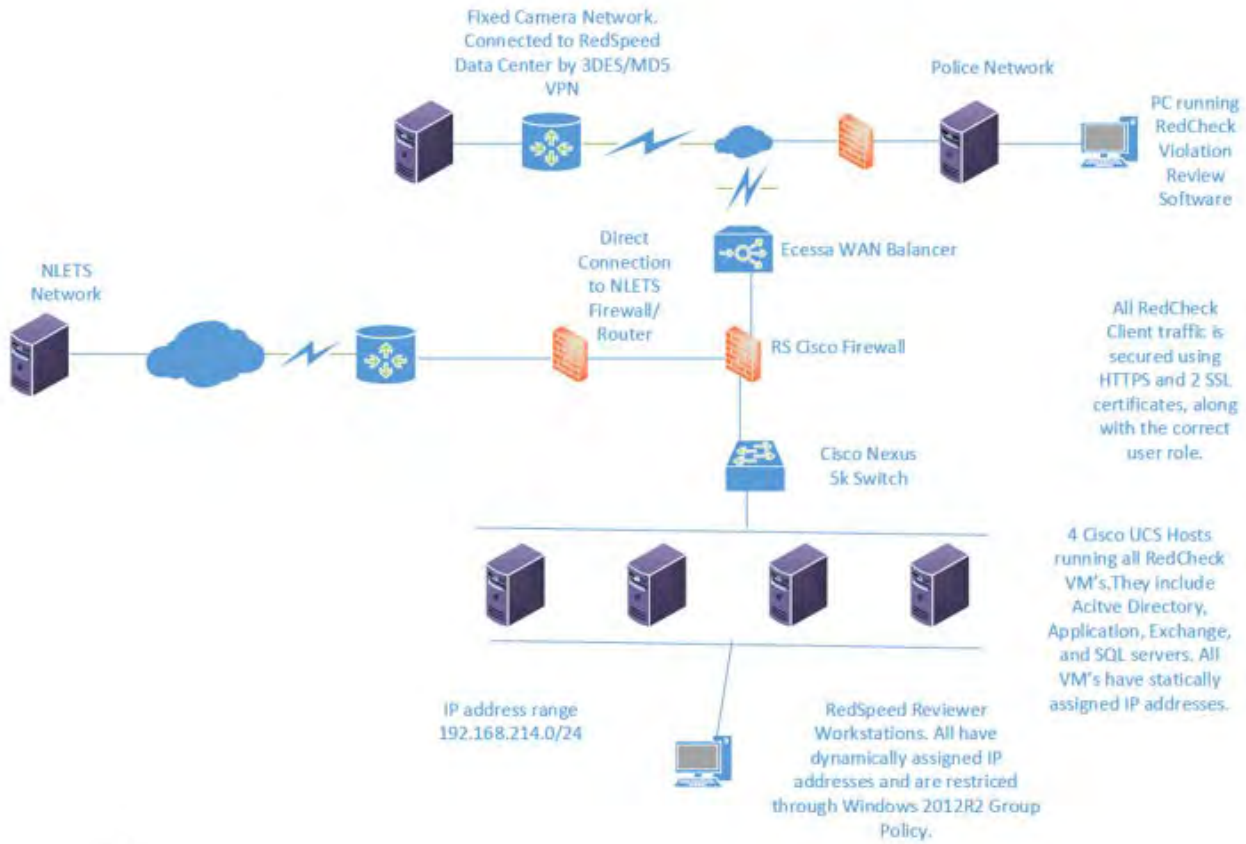 Fixed Camera Network.
Connected to RedSpeed
Data Center by 3DES/MD5
VPN
Police Network
PC running
RedCheck
Violation
Review
Software
NLETS
Network
Direct
Connection
to NLETS
Firewall/
Router
Ecessa WAN Balancer
RS Cisco Firewall
All RedCheck
Client traffic is
secured using
HTTPS and 2 SSL
certificates, along
with the correct
user role.
Cisco Nexus
5k Switch
4 Cisco UCS Hosts
running all RedCheck
VM's.They include
Acitve Directory,
Application, Exchange,
and SQL servers. All
VM's have statically
assigned IP addresses.
IP address range
192.168.214.0/24
RedSpeed Reviewer
Workstations. All have
dynamically assigned IP
addresses and are restriced
through Windows 2012R2 Group
Policy.